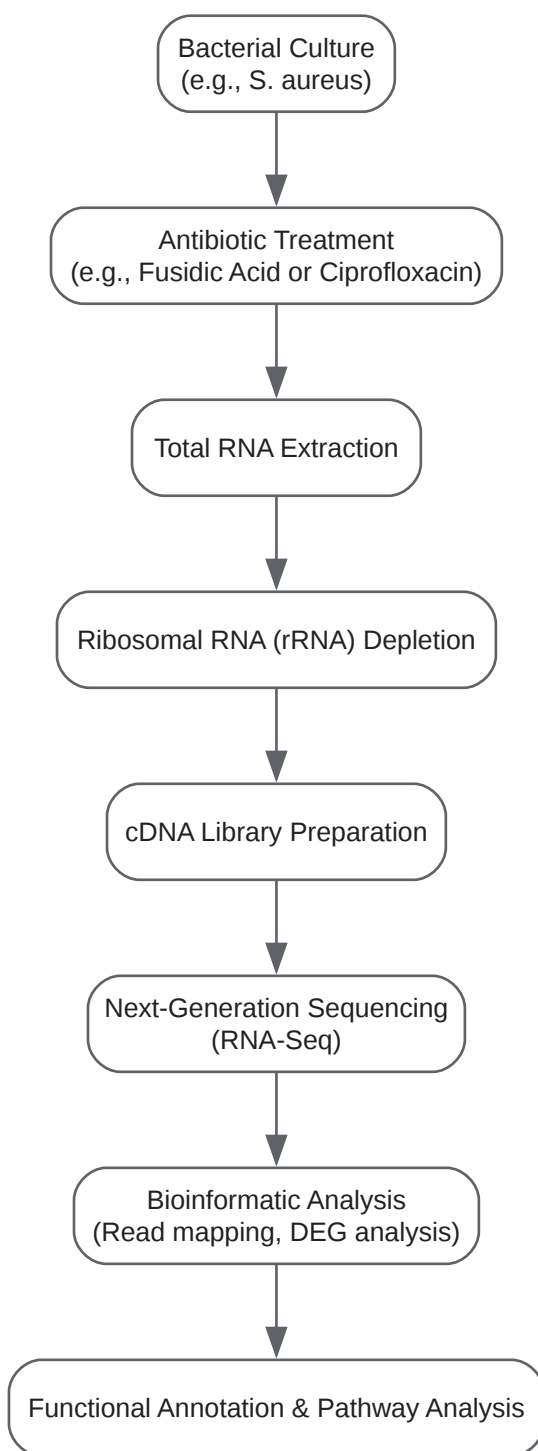 Bacterial Culture
(e.g., S. aureus)
Antibiotic Treatment
(e.g., Fusidic Acid or Ciprofloxacin)
Total RNA Extraction
Ribosomal RNA (rRNA) Depletion
cDNA Library Preparation
Next-Generation Sequencing
(RNA-Seq)
Bioinformatic Analysis
(Read mapping, DEG analysis)
Functional Annotation & Pathway Analysis